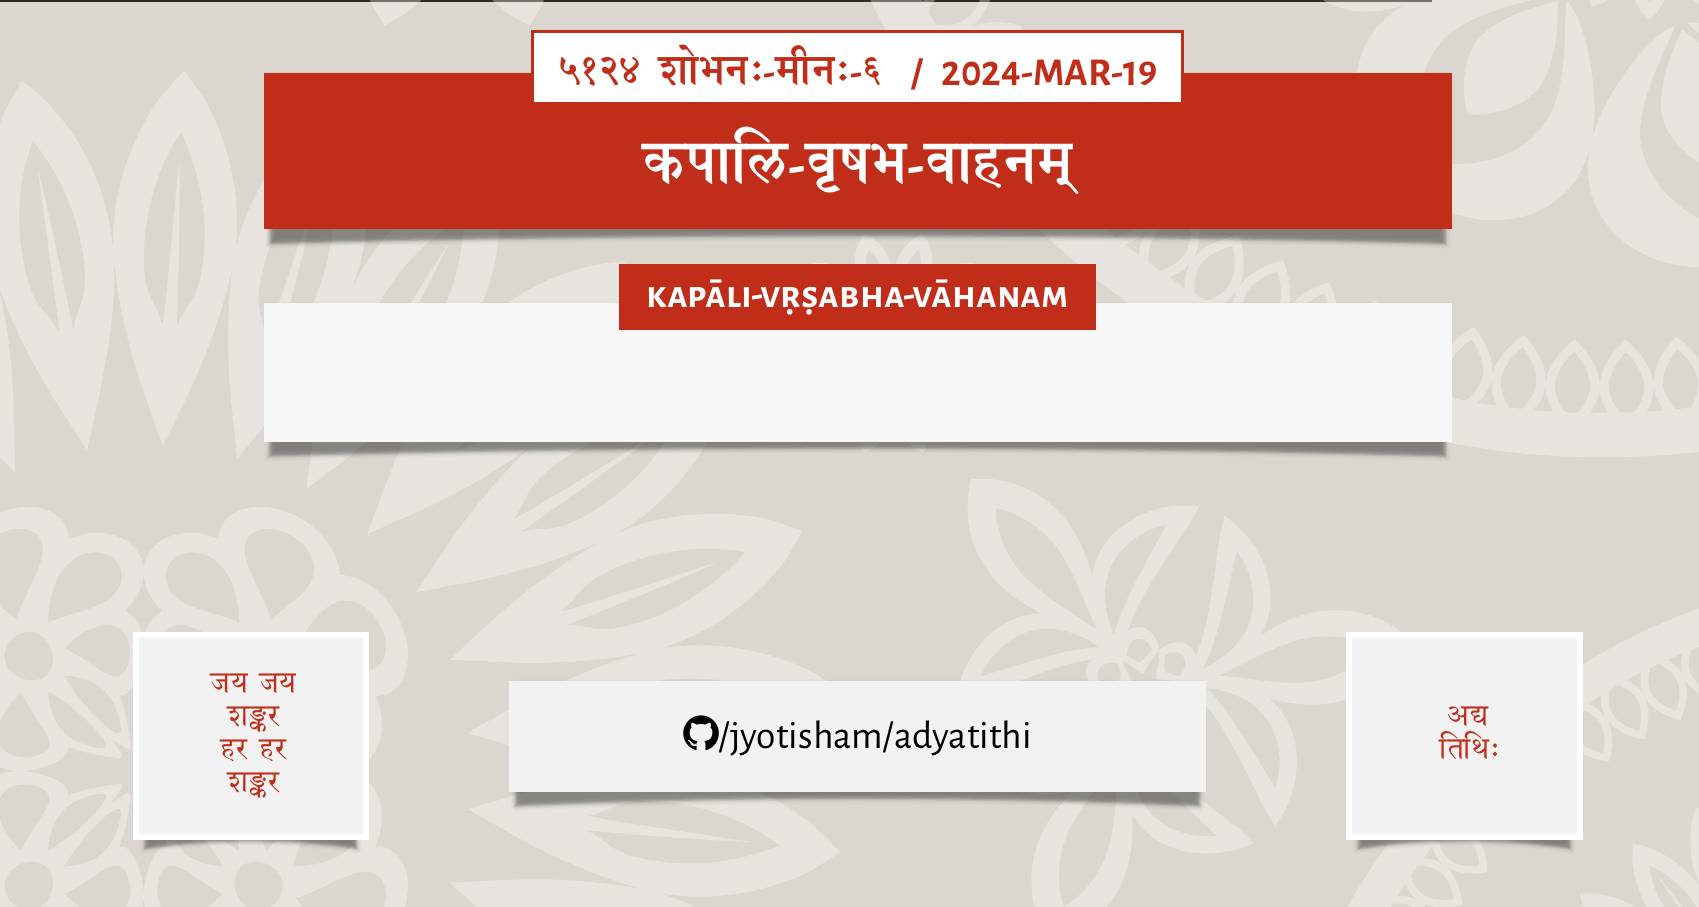 ५१२४ शोभनः-मीनः-६ / 2024-MAR-19
कपालि-वृषभ-वाहनम्
KAPĀLI-VṚṢABHA-VĀHANAM
जय जय
शङ्कर
हर हर
शङ्कर
/jyotisham/adyatithi
अद्य
तिथिः